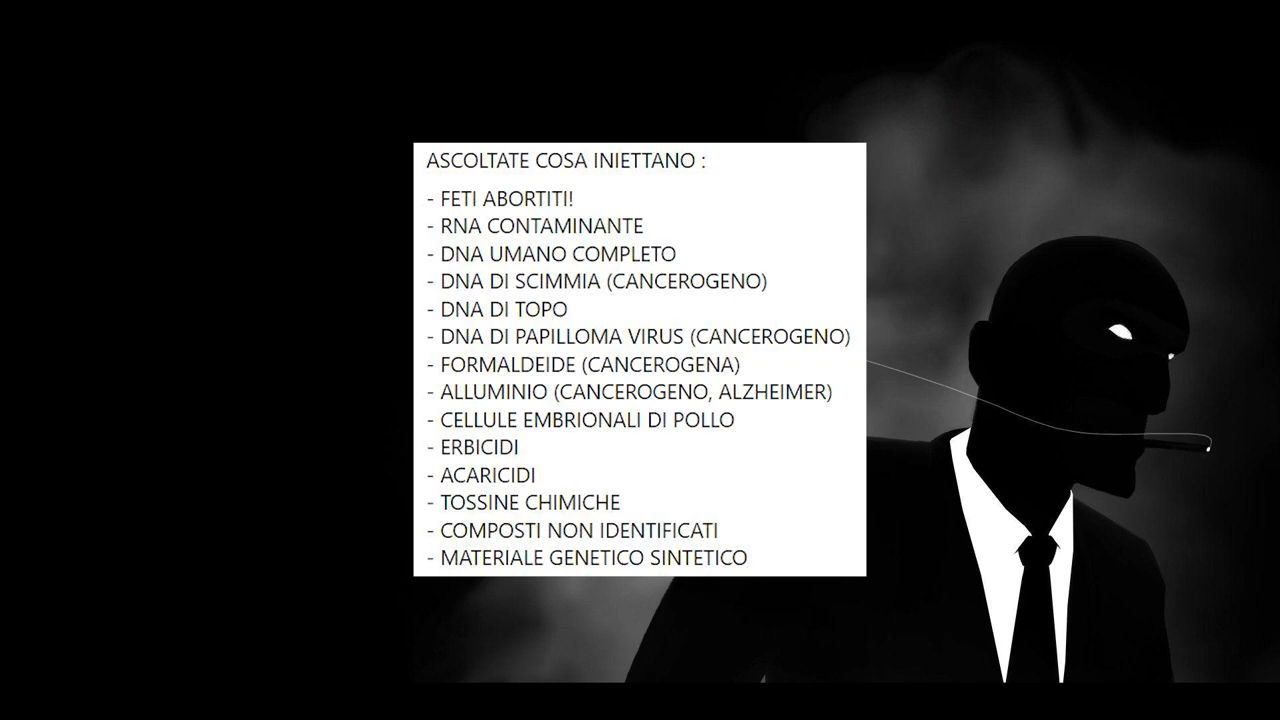 ASCOLTATE COSA INIETTANO :
- FETI ABORTITI!
- RNA CONTAMINANTE
- DNA UMANO COMPLETO
- DNA DI SCIMMIA (CANCEROGENO)
- DNA DI TOPO
- DNA DI PAPILLOMA VIRUS (CANCEROGENO)
- FORMALDEIDE (CANCEROGENA)
- ALLUMINIO (CANCEROGENO, ALZHEIMER)
- CELLULE EMBRIONALI DI POLLO
- ERBICIDI
- ACARICIDI
- TOSSINE CHIMICHE
- COMPOSTI NON IDENTIFICATI
- MATERIALE GENETICO SINTETICO